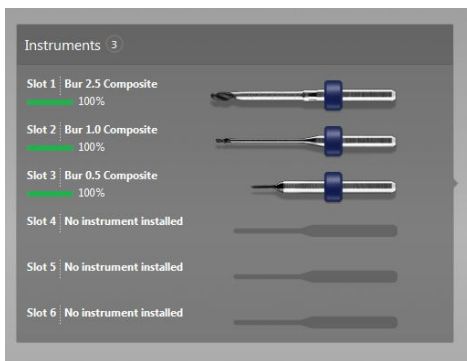 Instruments 3
Slot 1 Bur 2.5 Composite
100%
Slot 2 Bur 1.0 Composite
100%
Slot 3 Bur 0.5 Composite
100%
Slot 4 No instrument installed
Slot 5 No instrument installed
Slot 6 No instrument installed